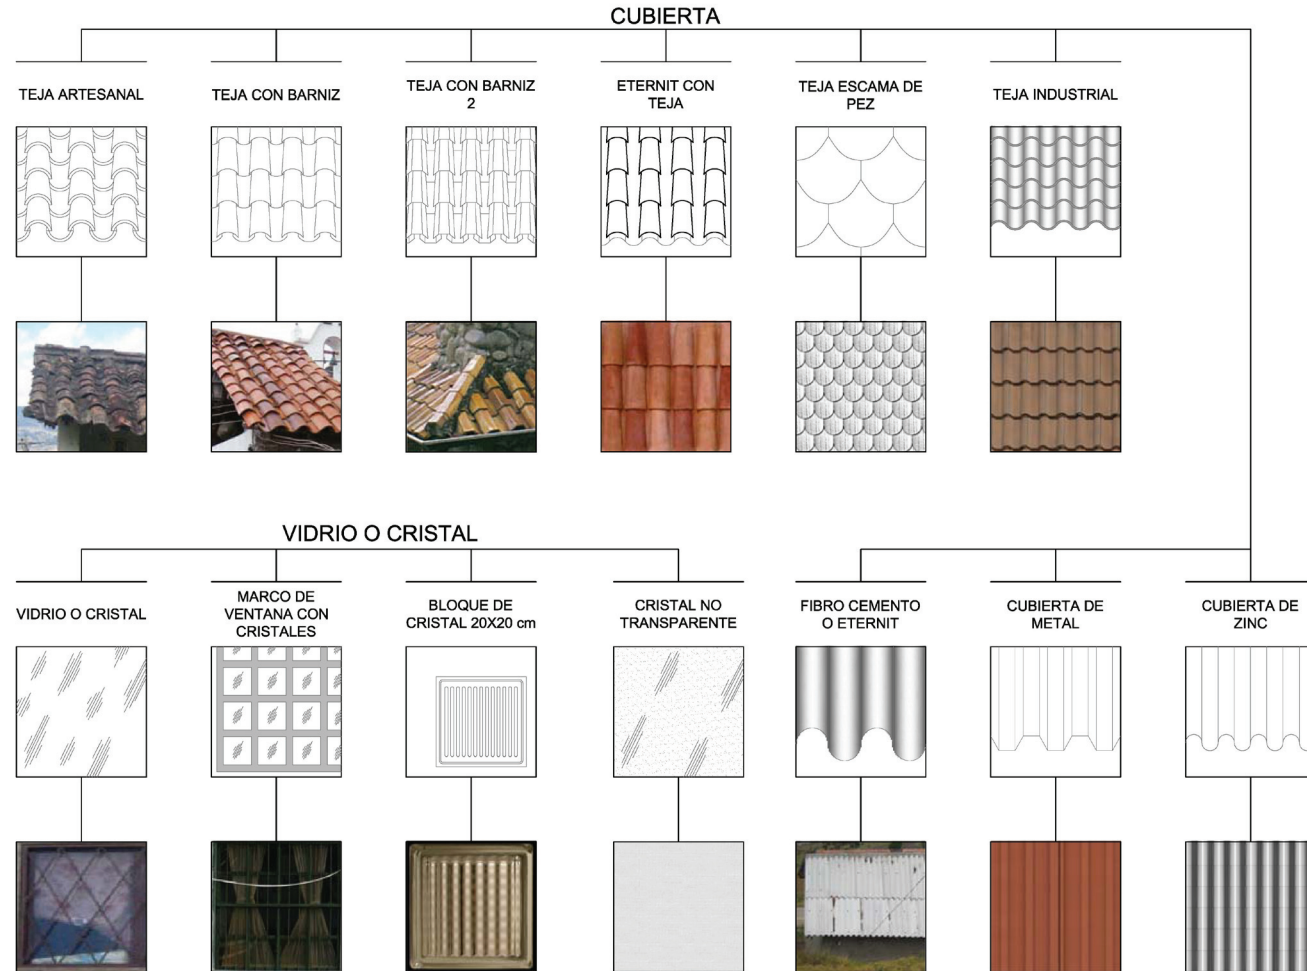 CUBIERTA
TEJA ARTESANAL
TEJA CON BARNIZ
TEJA CON BARNIZ
2
ETERNIT CON
TEJA
TEJA ESCAMA DE
PEZ
TEJA INDUSTRIAL
VIDRIO O CRISTAL
VIDRIO O CRISTAL
MARCO DE
VENTANA CON
CRISTALES
BLOQUE DE
CRISTAL 20X20 cm
CRISTAL NO
TRANSPARENTE
FIBRO CEMENTO
O ETERNIT
CUBIERTA DE
METAL
CUBIERTA DE
ZINC